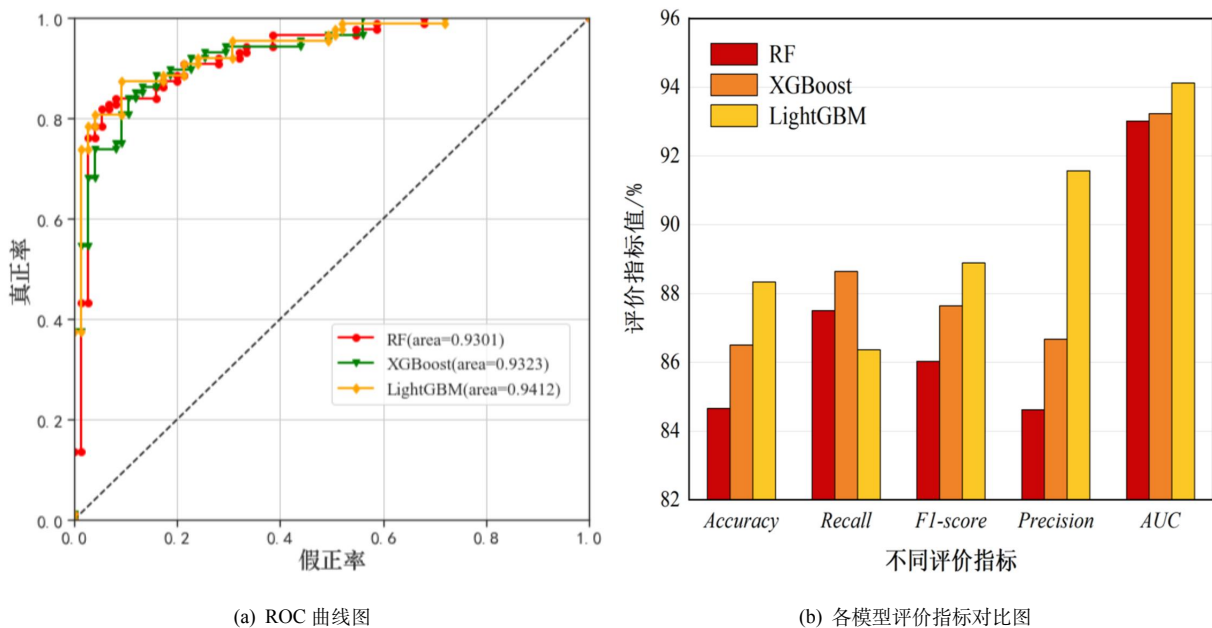 1.0
0.8
0.6
0.4
0.2
0.0
真正率
0.0 0.2 0.4 0.6 0.8 1.0
假正率
RF(area=0.9301)
XGBoost(area=0.9323)
LightGBM(area=0.9412)
(a) ROC 曲线图
96
94
92
90
88
86
84
82
评价指标值/%
RF
XGBoost
LightGBM
Accuracy Recall F1-score Precision AUC
不同评价指标
(b) 各模型评价指标对比图